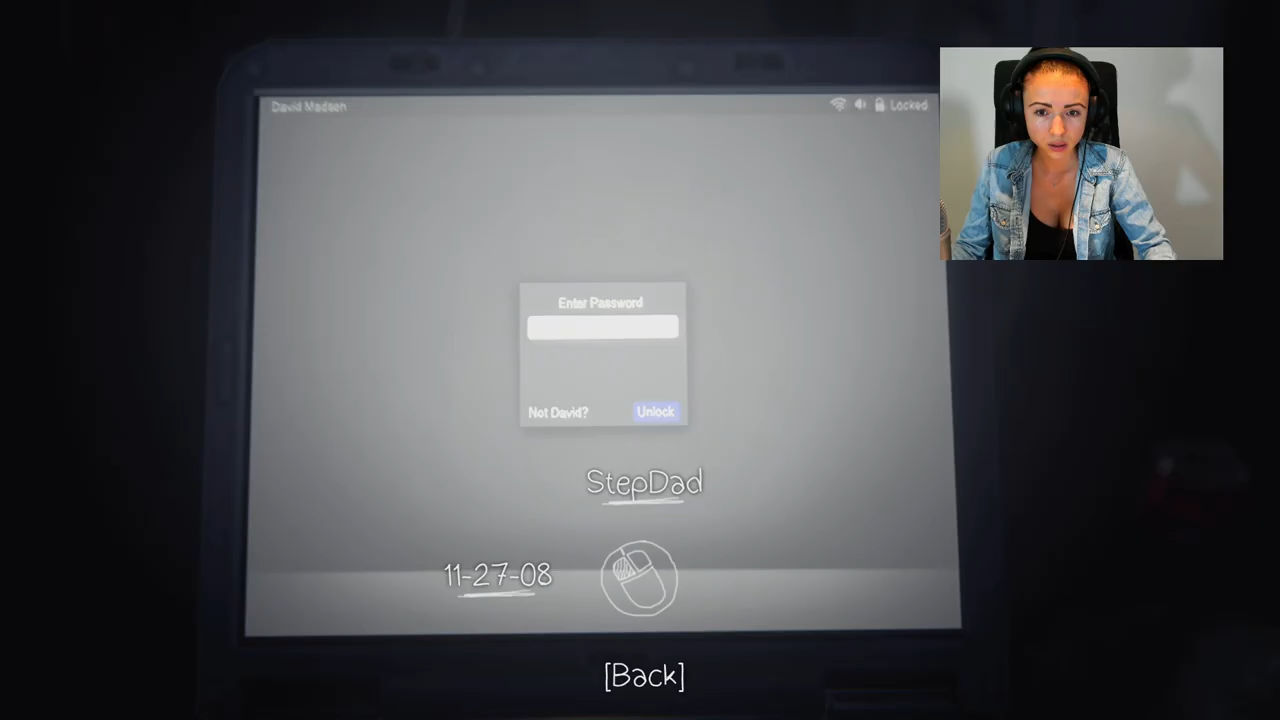 David Madsen
Locked
Enter Password
Not David?
Unlock
StepDad
11-27-08
[Back]